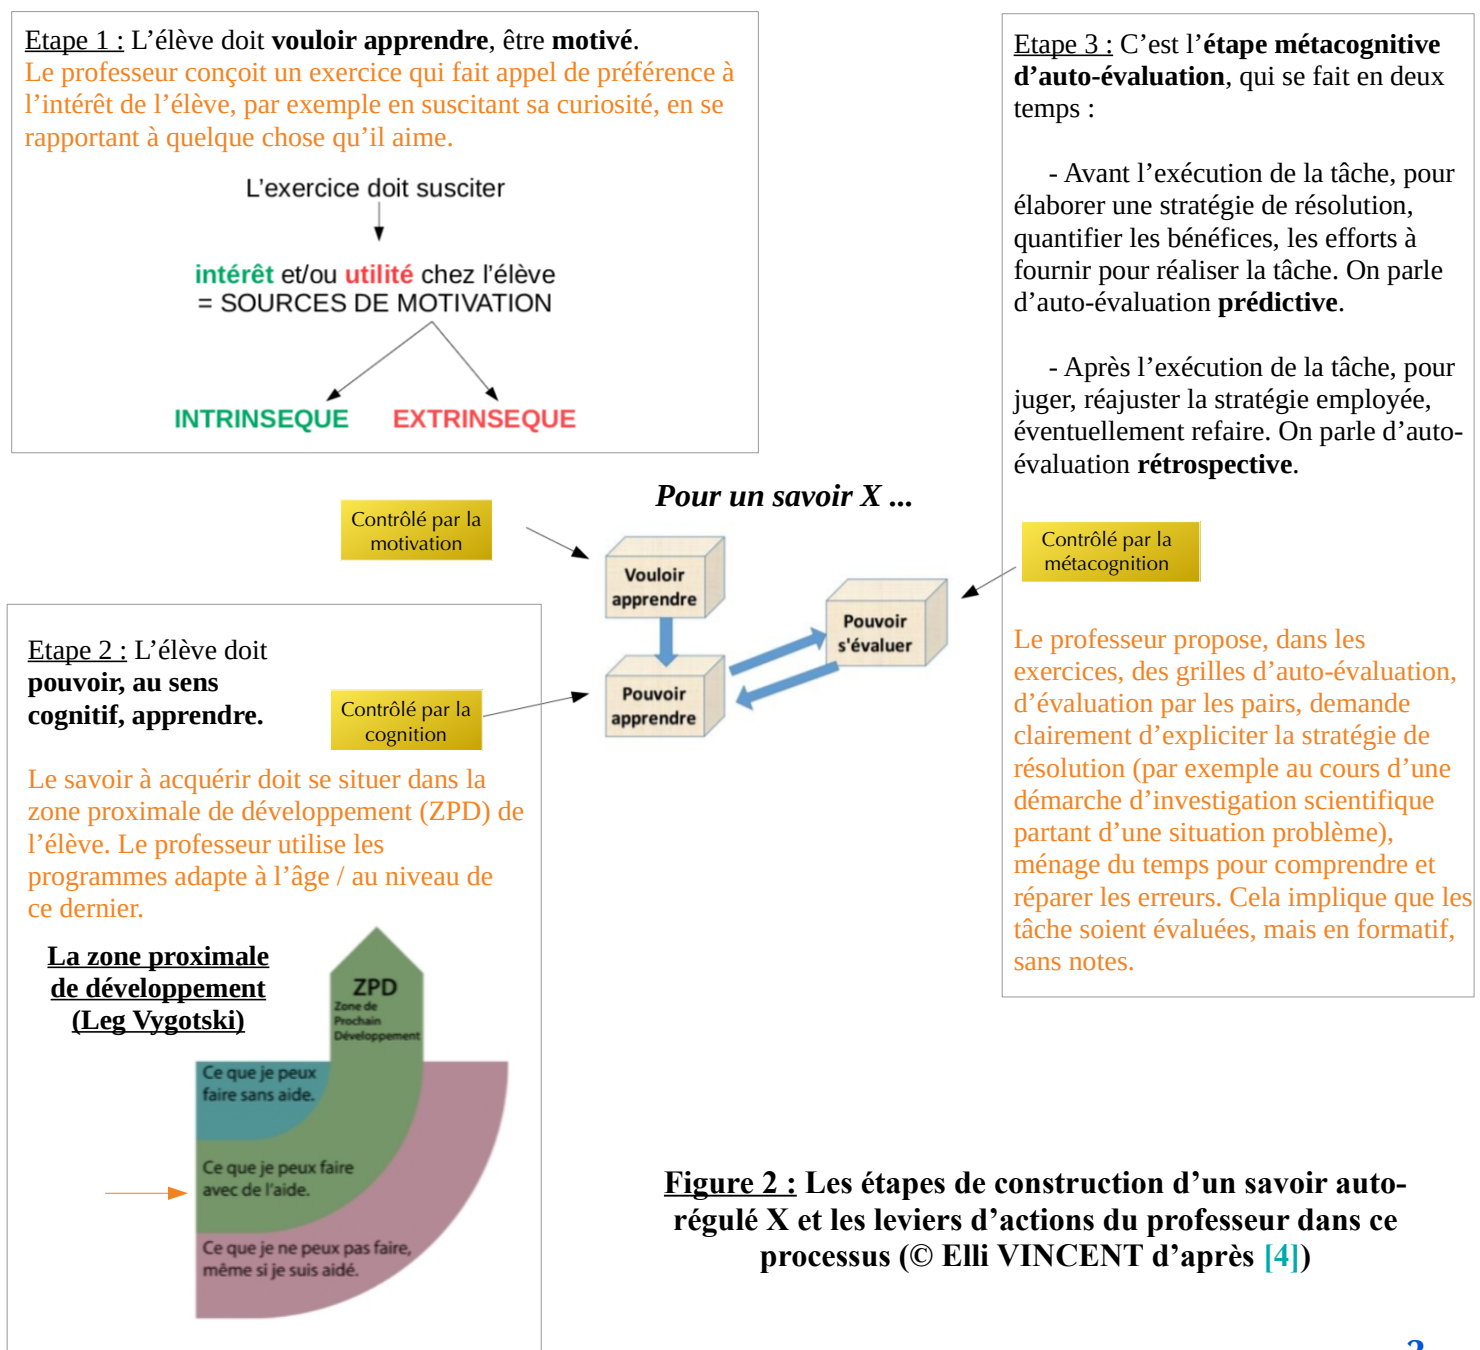 Etape 1 : L’élève doit vouloir apprendre, être motivé.
Le professeur conçoit un exercice qui fait appel de préférence à
l’intérêt de l’élève, par exemple en suscitant sa curiosité, en se
rapportant à quelque chose qu’il aime.
L’exercice doit susciter
intérêt et/ou utilité chez l’élève
= SOURCES DE MOTIVATION
INTRINSEQUE EXTRINSEQUE
Etape 3 : C’est l’étape métacognitive
d’auto-évaluation, qui se fait en deux
temps :
- Avant l’exécution de la tâche, pour
élaborer une stratégie de résolution,
quantifier les bénéfices, les efforts à
fournir pour réaliser la tâche. On parle
d’auto-évaluation prédictive.
- Après l’exécution de la tâche, pour
juger, réajuster la stratégie employée,
éventuellement refaire. On parle d’auto-
évaluation rétrospective.
Pour un savoir X ...
Contrôlé par la
motivation
Vouloir
apprendre
Contrôlé par la
métacognition
Pouvoir
s'évaluer
Pouvoir
apprendre
Contrôlé par la
cognition
Etape 2 : L’élève doit
pouvoir, au sens
cognitif, apprendre.
Le savoir à acquérir doit se situer dans la
zone proximale de développement (ZPD) de
l’élève. Le professeur utilise les
programmes adapte à l’âge / au niveau de
ce dernier.
La zone proximale
de développement
(Leg Vygotski)
ZPD
Zone de
Prochain
Développement
Ce que je peux
faire sans aide.
Ce que je peux faire
avec de l'aide.
Ce que je ne peux pas faire,
même si je suis aidé.
Le professeur propose, dans les
exercices, des grilles d’auto-évaluation,
d’évaluation par les pairs, demande
clairement d’expliciter la stratégie de
résolution (par exemple au cours d’une
démarche d’investigation scientifique
partant d’une situation problème),
ménage du temps pour comprendre et
réparer les erreurs. Cela implique que les
tâche soient évaluées, mais en formatif,
sans notes.
Figure 2 : Les étapes de construction d’un savoir auto-
régulé X et les leviers d’actions du professeur dans ce
processus (© Elli VINCENT d’après [4])